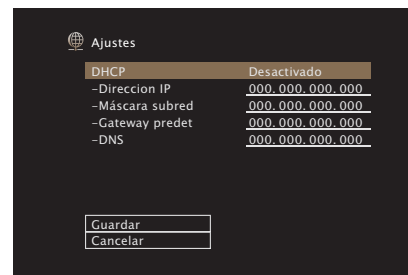 Ajustes
DHCP Desactivado
–Direccion IP 000. 000. 000. 000
–Máscara subred 000. 000. 000. 000
–Gateway predet 000. 000. 000. 000
–DNS 000. 000. 000. 000
Guardar
Cancelar